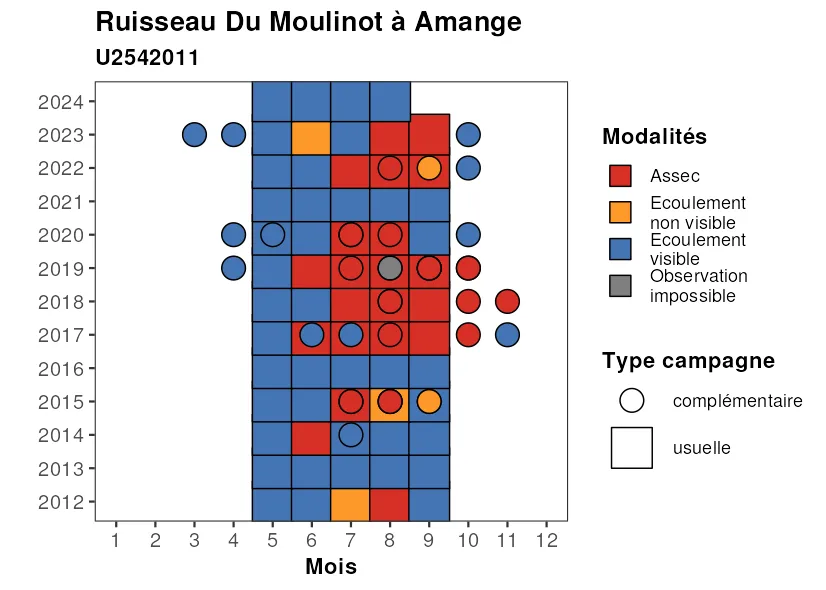 Ruisseau Du Moulinot à Amange
U2542011
2024
2023
2022
2021
2020
2019
2018
2017
2016
2015
2014
2013
2012
1 2 3 4 5 6 7 8 9 10 11 12
Mois
Modalités
Assec
Ecoulement
non visible
Ecoulement
visible
Observation
impossible
Type campagne
complémentaire
usuelle